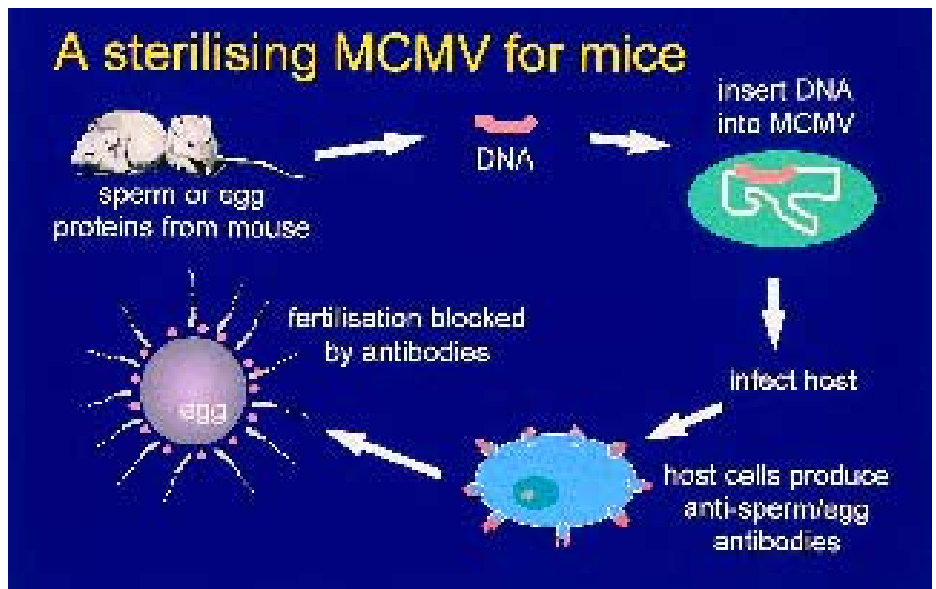 A sterilising MCMV for mice
insert DNA
into MCMV
DNA
sperm or egg
proteins from mouse
fertilisation blocked
by antibodies
egg
infect host
host cells produce
anti-sperm/egg
antibodies